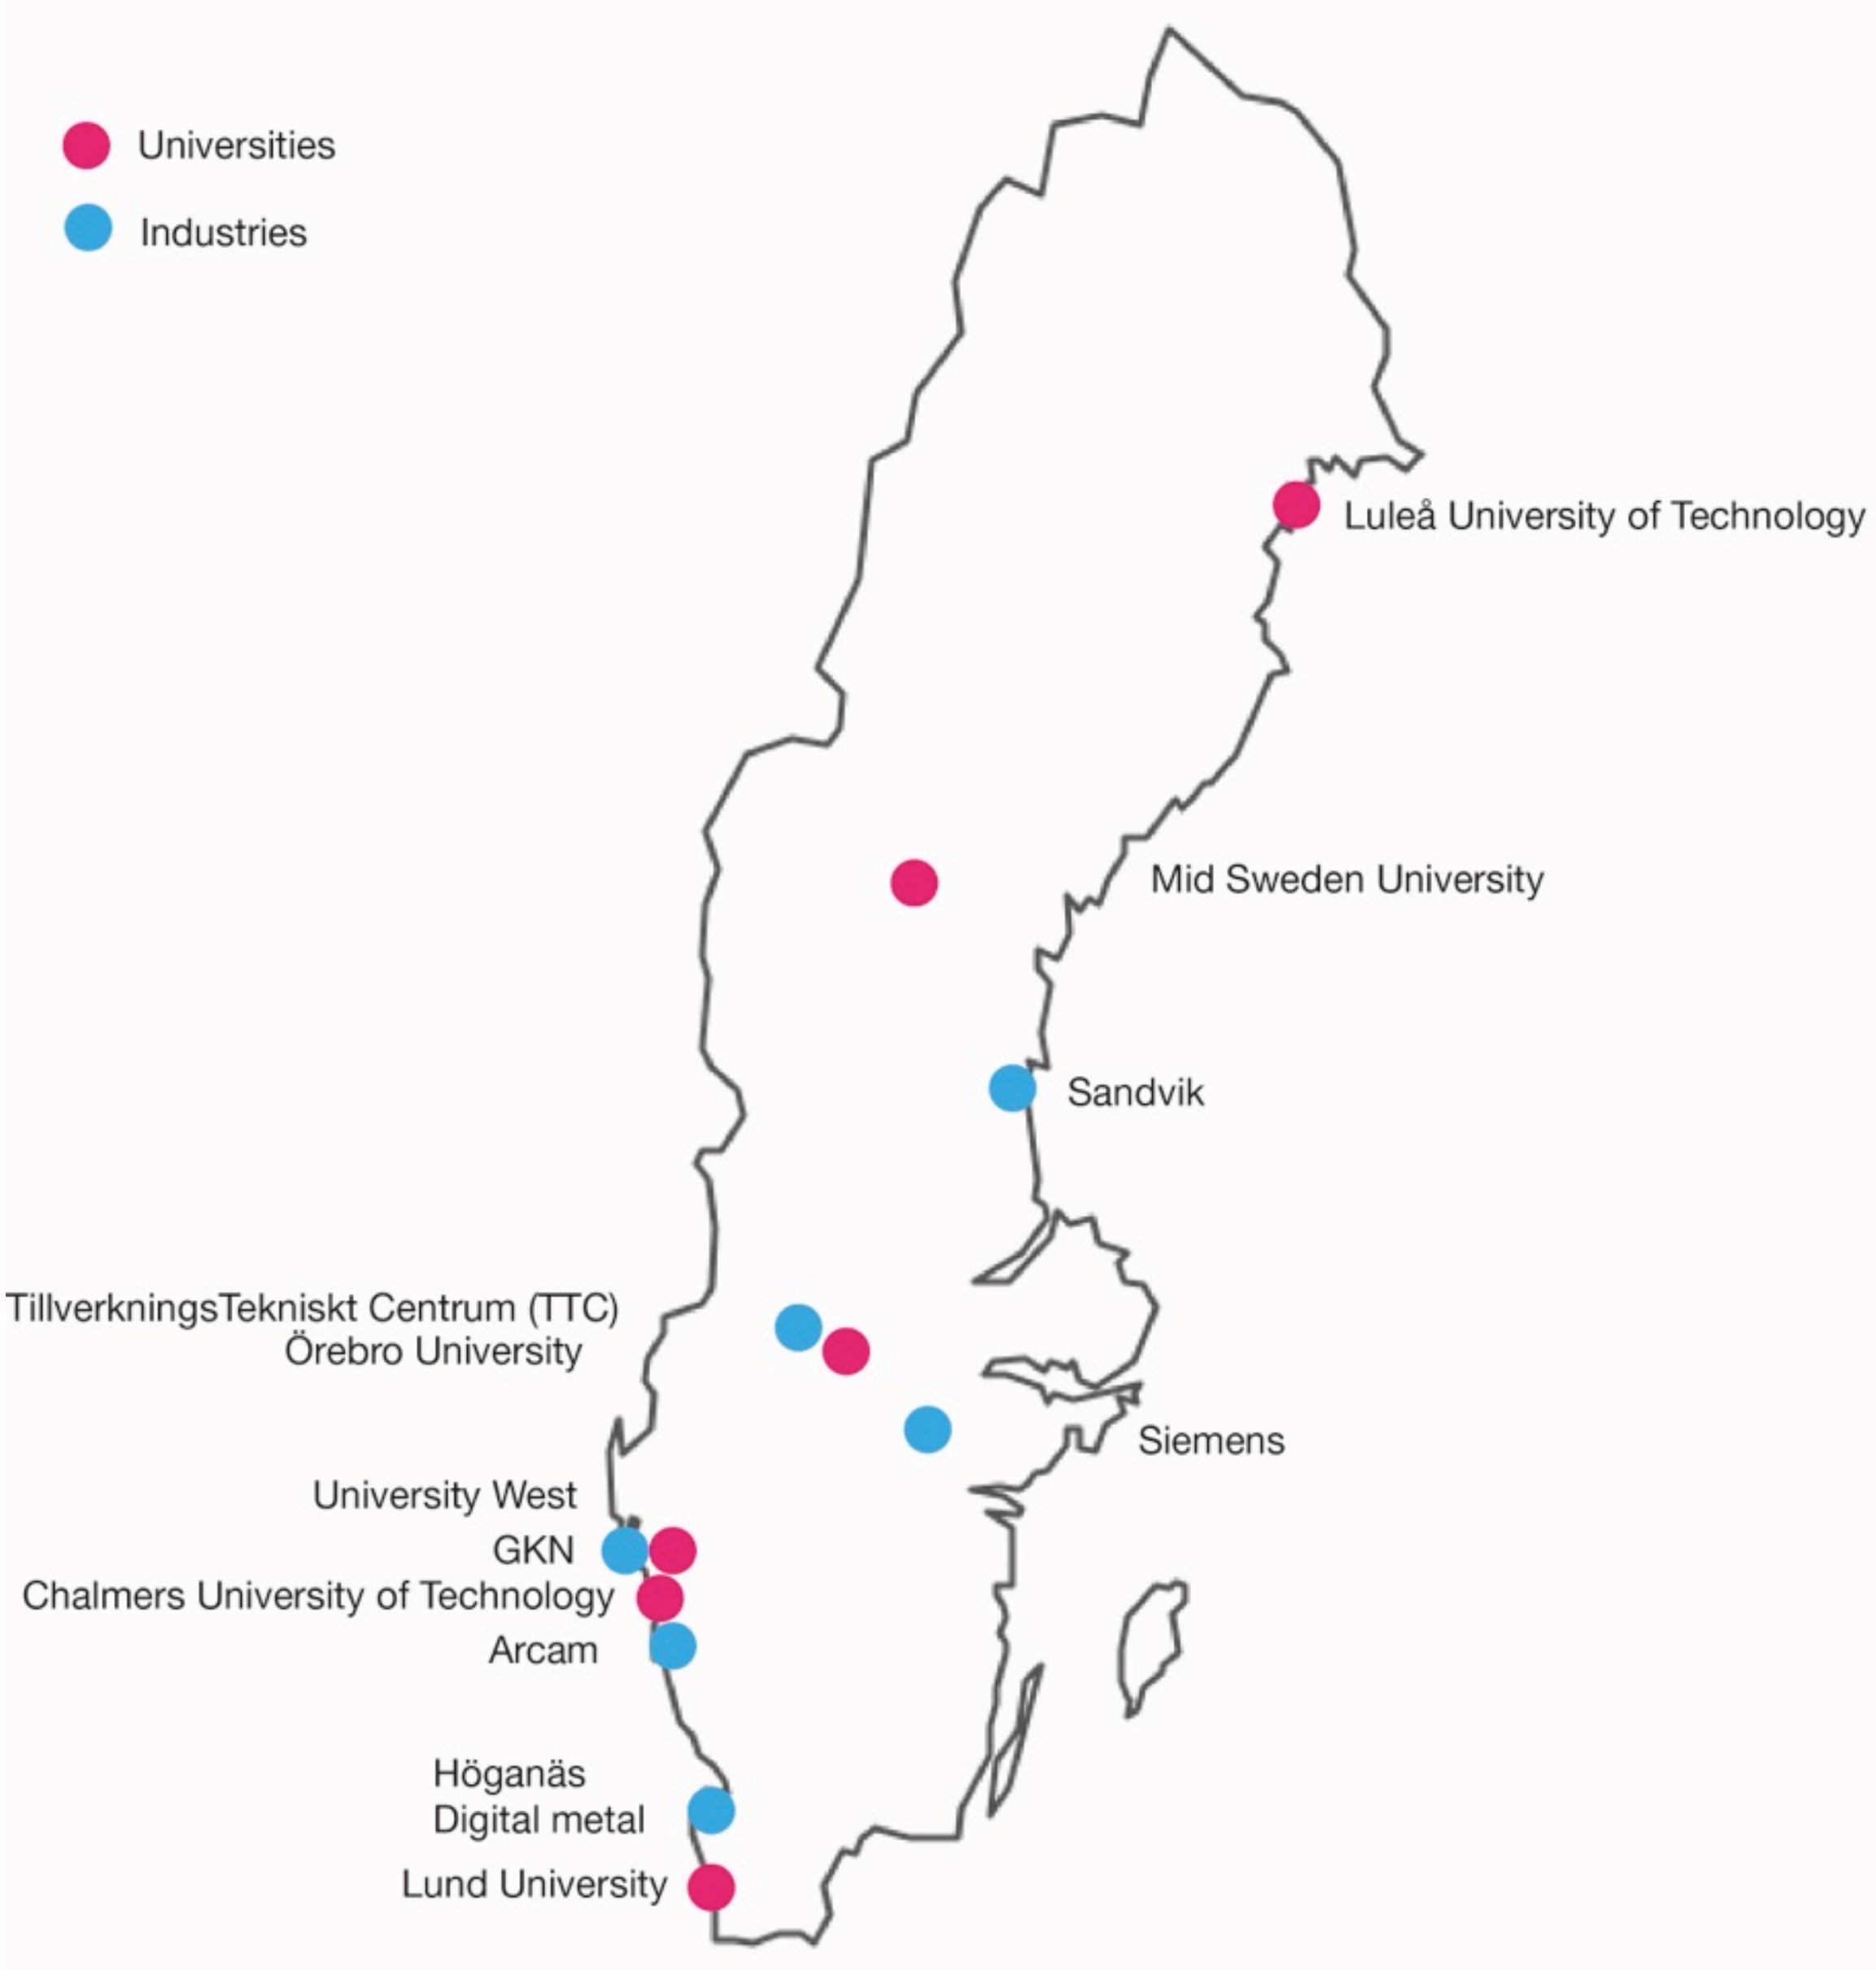 Universities
Industries
Luleå University of Technology
Mid Sweden University
Sandvik
TillverkningsTekniskt Centrum (TTC)
Örebro University
Siemens
University West
GKN
Chalmers University of Technology
Arcam
Höganäs
Digital metal
Lund University